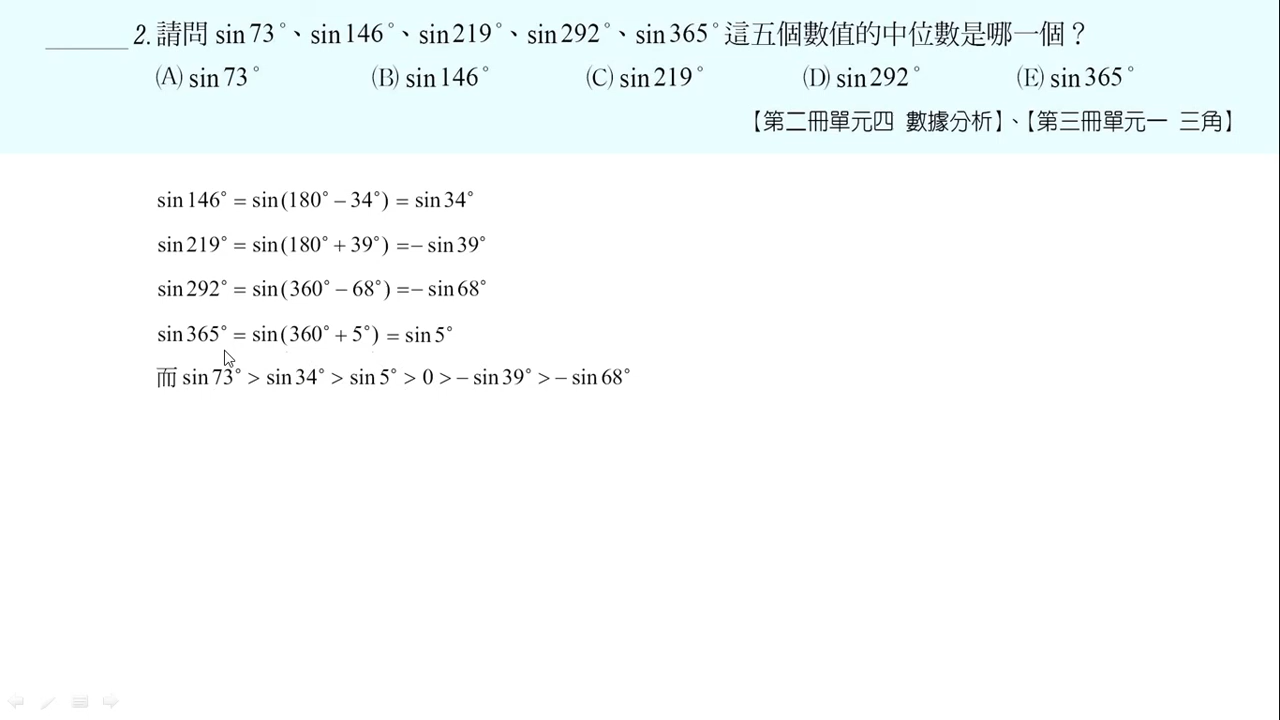 2. 請問 sin 73°、sin 146°、sin 219°、sin 292°、sin 365° 這五個數值的中位數是哪一個？
(A) sin 73° (B) sin 146° (C) sin 219° (D) sin 292° (E) sin 365°
【第二冊單元四 數據分析】、【第三冊單元一 三角】
sin 146° = sin(180° − 34°) = sin 34°
sin 219° = sin(180° + 39°) = − sin 39°
sin 292° = sin(360° − 68°) = − sin 68°
sin 365° = sin(360° + 5°) = sin 5°
而 sin 73° > sin 34° > sin 5° > 0 > − sin 39° > − sin 68°